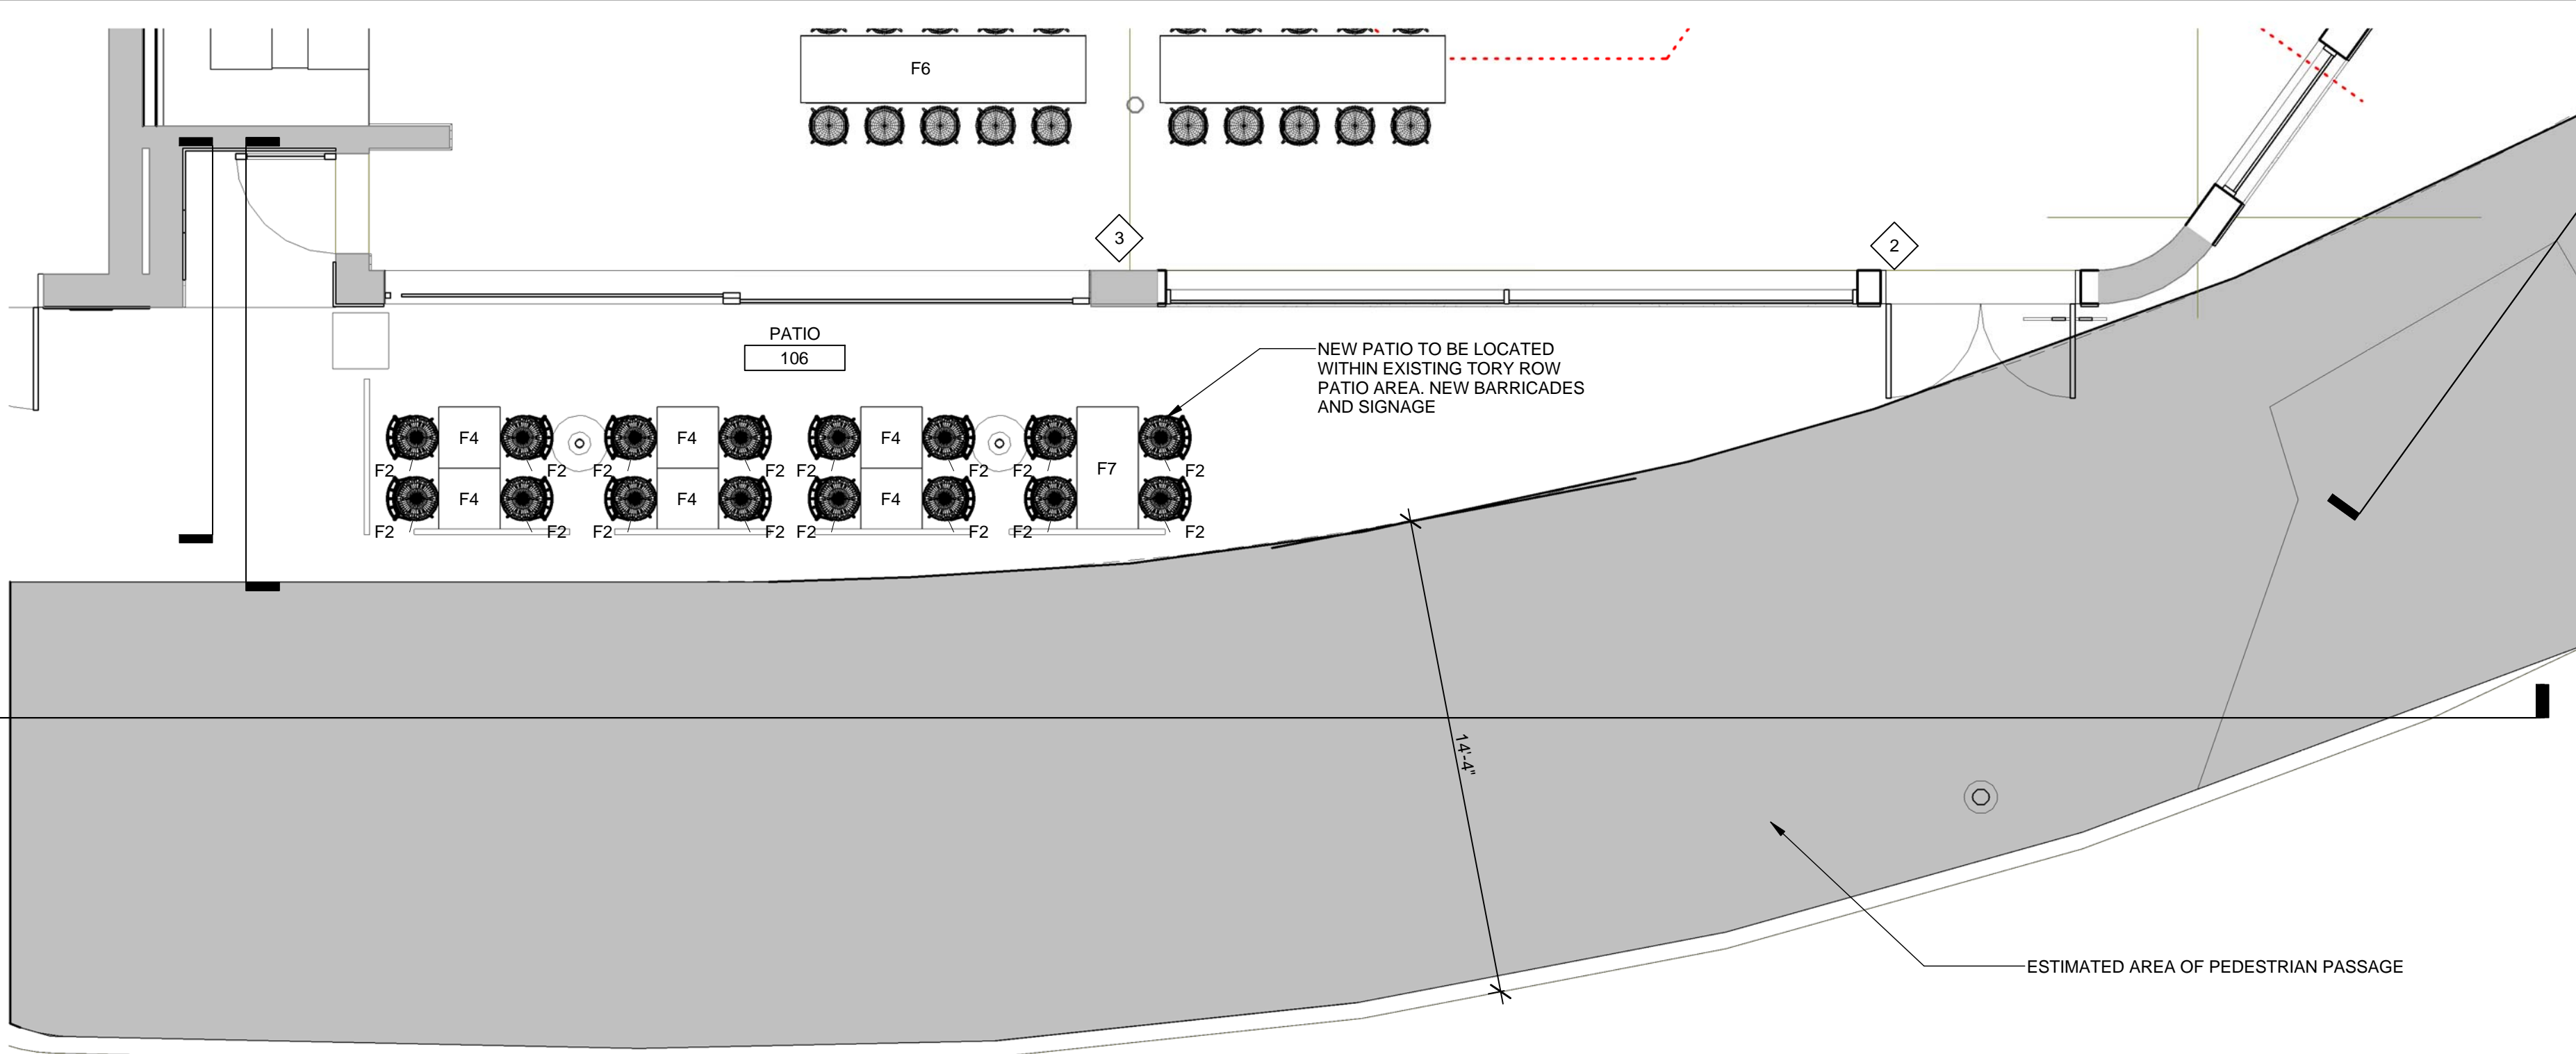 F6
3
2
PATIO
106
NEW PATIO TO BE LOCATED
WITHIN EXISTING TORY ROW
PATIO AREA. NEW BARRICADES
AND SIGNAGE
F4 F4 F4
F2 F2 F2 F2 F2 F2 F2 F2
F7
F4 F4 F4
F2 F2 F2 F2 F2 F2 F2 F2
14'-4"
ESTIMATED AREA OF PEDESTRIAN PASSAGE